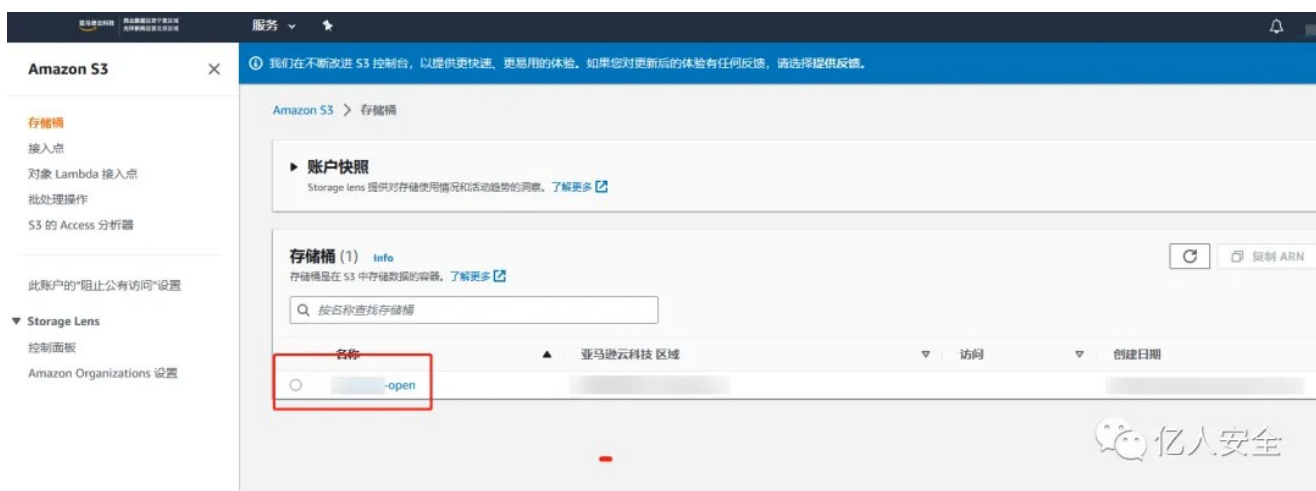 亚马逊云科技
服务
Amazon S3
我们在不断改进 S3 控制台，以提供更快速、更易用的体验。如果您对更新后的体验有任何反馈，请选择提供反馈。
Amazon S3 > 存储桶
存储桶
接入点
对象 Lambda 接入点
批处理操作
S3 的 Access 分析器
此账户的"阻止公有访问"设置
Storage Lens
控制面板
Amazon Organizations 设置
账户快照
Storage lens 提供对存储使用情况和活动趋势的洞察。了解更多
存储桶 (1) Info
复制 ARN
存储桶是在 S3 中存储数据的容器。了解更多
按名称查找存储桶
名称 亚马逊云科技 区域 访问 创建日期
-open
亿人安全